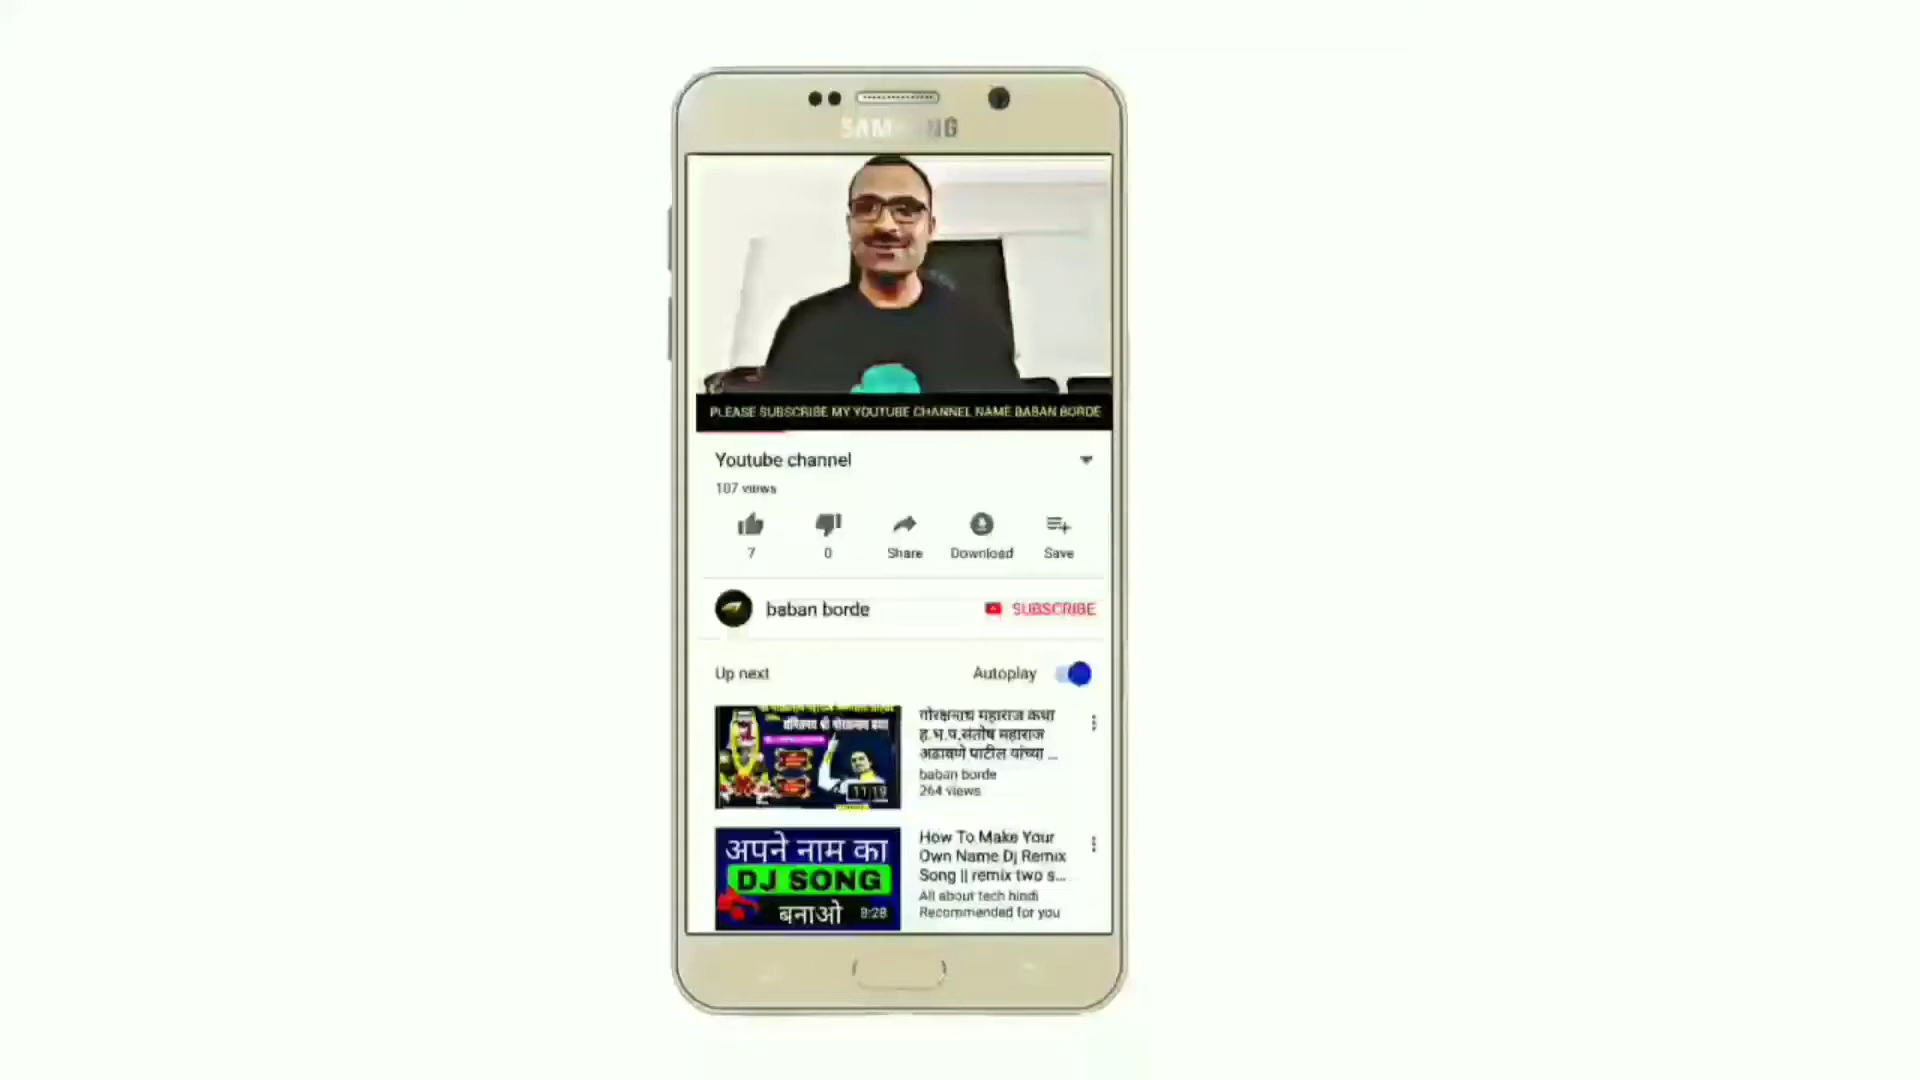 SAMSUNG
PLEASE SUBSCRIBE MY YOUTUBE CHANNEL NAME BABAN BORDE
Youtube channel
107 views
7
0
Share
Download
Save
baban borde
SUBSCRIBE
Up next
Autoplay
गोरक्षनाथ महाराज कथा
ह.भ.प.संतोष महाराज
अढावणे पाटील यांच्या ...
baban borde
264 views
11:19
अपने नाम का
DJ SONG
बनाओ
8:28
How To Make Your
Own Name Dj Remix
Song || remix two s...
All about tech hindi
Recommended for you